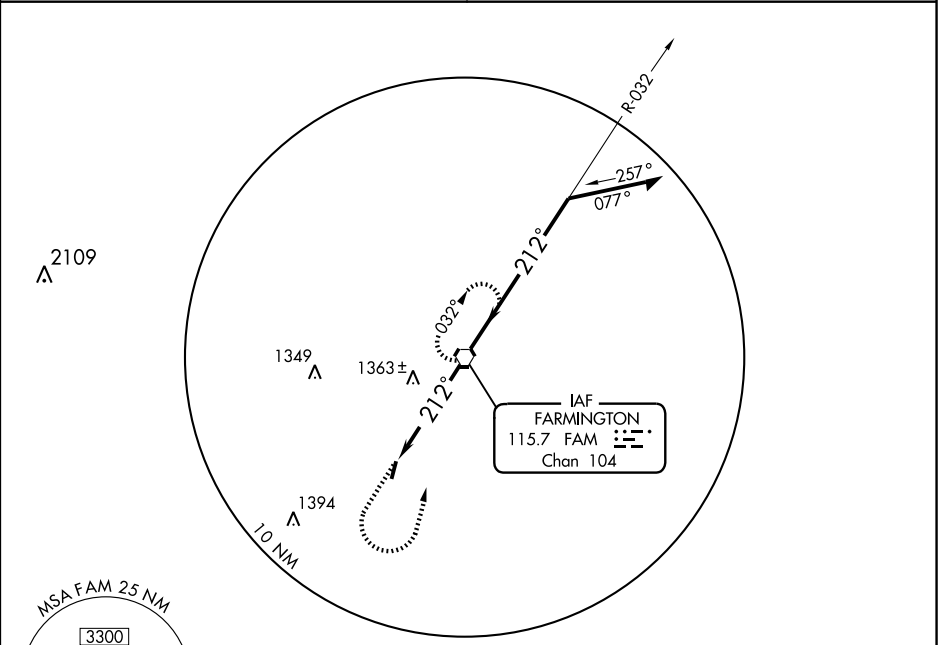 R-032
257°
077°
212°
2109
032°
1349
1363±
212°
IAF
FARMINGTON
115.7 FAM
Chan 104
1394
10 NM
MSA FAM 25 NM
3300